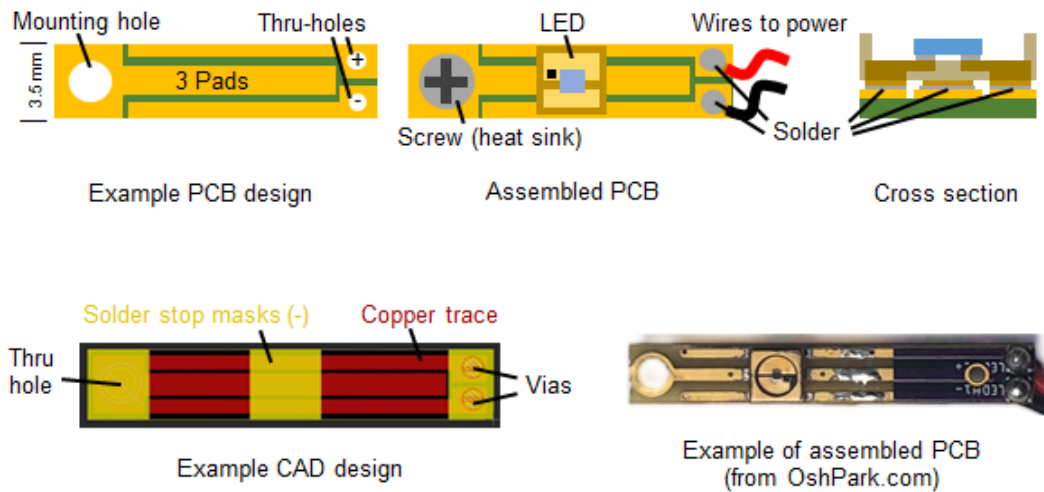 Mounting hole
Thru-holes
LED
Wires to power
3.5 mm
3 Pads
+
-
Screw (heat sink)
Solder
Example PCB design
Assembled PCB
Cross section
Solder stop masks (-)
Copper trace
Thru
hole
Vias
Example CAD design
Example of assembled PCB
(from OshPark.com)